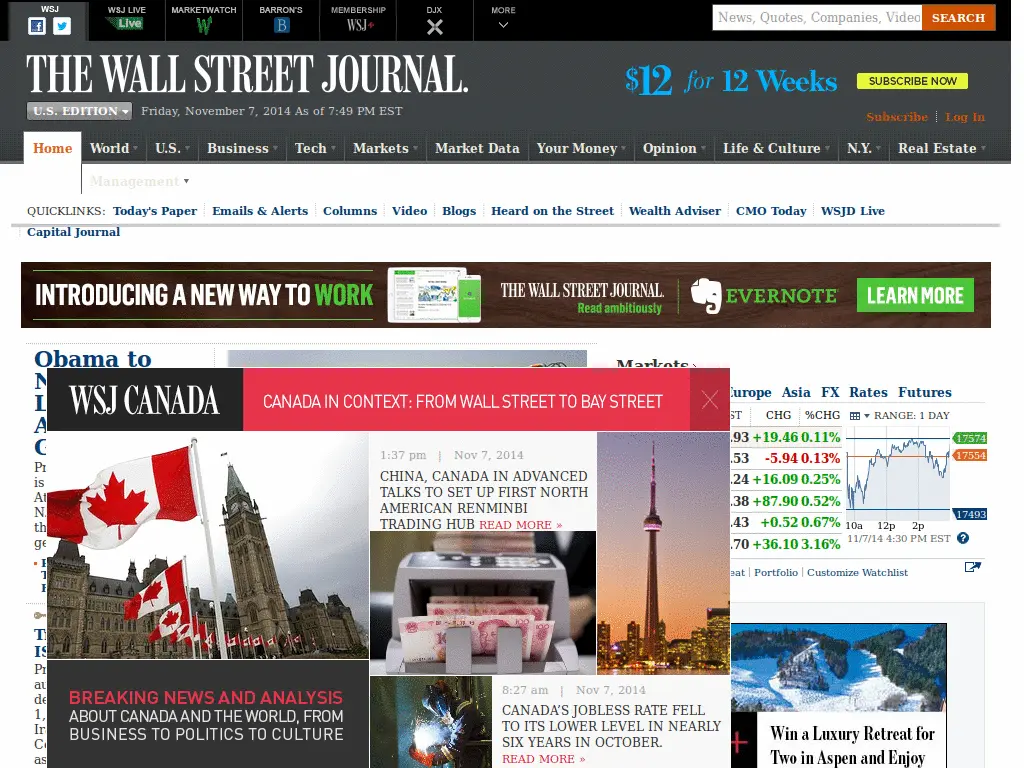 WSJ
WSJ LIVE
Live
MARKETWATCH
BARRON'S
B
MEMBERSHIP
WSJ+
DJX
MORE
News, Quotes, Companies, Video
SEARCH
THE WALL STREET JOURNAL.
$12 for 12 Weeks
SUBSCRIBE NOW
U.S. EDITION
Friday, November 7, 2014 As of 7:49 PM EST
Subscribe
Log In
Home
World
U.S.
Business
Tech
Markets
Market Data
Your Money
Opinion
Life & Culture
N.Y.
Real Estate
Management
QUICKLINKS: Today's Paper Emails & Alerts Columns Video Blogs Heard on the Street Wealth Adviser CMO Today WSJD Live
Capital Journal
INTRODUCING A NEW WAY TO WORK
THE WALL STREET JOURNAL.
Read ambitiously
EVERNOTE
LEARN MORE
Obama to
Markets
WSJ CANADA
CANADA IN CONTEXT: FROM WALL STREET TO BAY STREET
1:37 pm | Nov 7, 2014
CHINA, CANADA IN ADVANCED
TALKS TO SET UP FIRST NORTH
AMERICAN RENMINBI
TRADING HUB READ MORE »
BREAKING NEWS AND ANALYSIS
ABOUT CANADA AND THE WORLD, FROM
BUSINESS TO POLITICS TO CULTURE
8:27 am | Nov 7, 2014
CANADA'S JOBLESS RATE FELL
TO ITS LOWER LEVEL IN NEARLY
SIX YEARS IN OCTOBER.
READ MORE »
Europe Asia FX Rates Futures
ST CHG %CHG
RANGE: 1 DAY
.93 +19.46 0.11%
.53 -5.94 0.13%
.24 +16.09 0.25%
.38 +87.90 0.52%
.43 +0.52 0.67%
.70 +36.10 3.16%
17574
17554
17493
10a 12p 2p
11/7/14 4:30 PM EST
?
eat | Portfolio | Customize Watchlist
Win a Luxury Retreat for
Two in Aspen and Enjoy